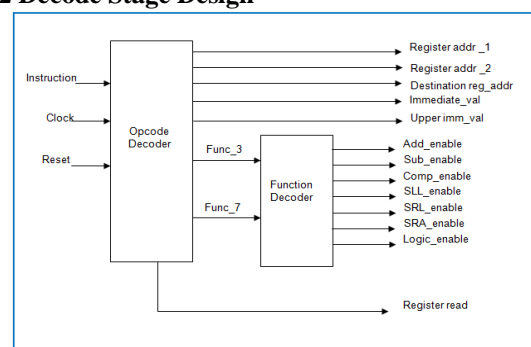 2 Decode Stage Design
Register addr _1
Register addr _2
Instruction
Destination reg_addr
Immediate_val
Clock
Upper imm_val
Opcode
Decoder
Add_enable
Func_3
Sub_enable
Reset
Comp_enable
SLL_enable
Function
Decoder
SRL_enable
Func_7
SRA_enable
Logic_enable
Register read